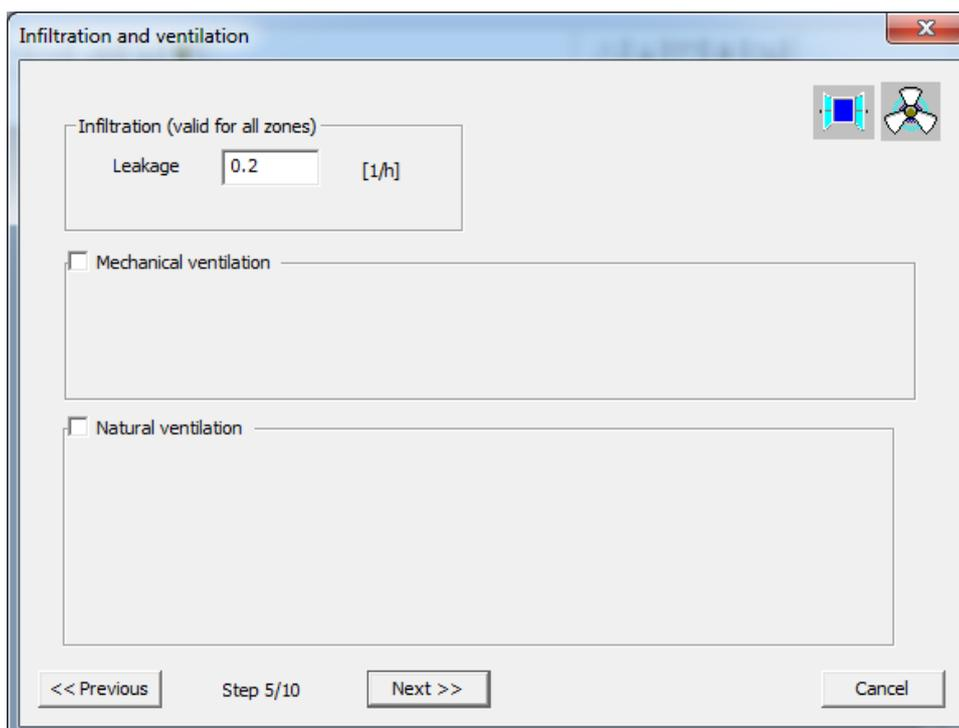 Infiltration and ventilation
X
Infiltration (valid for all zones)
Leakage 0.2 [1/h]
Mechanical ventilation
Natural ventilation
<< Previous Step 5/10 Next >> Cancel